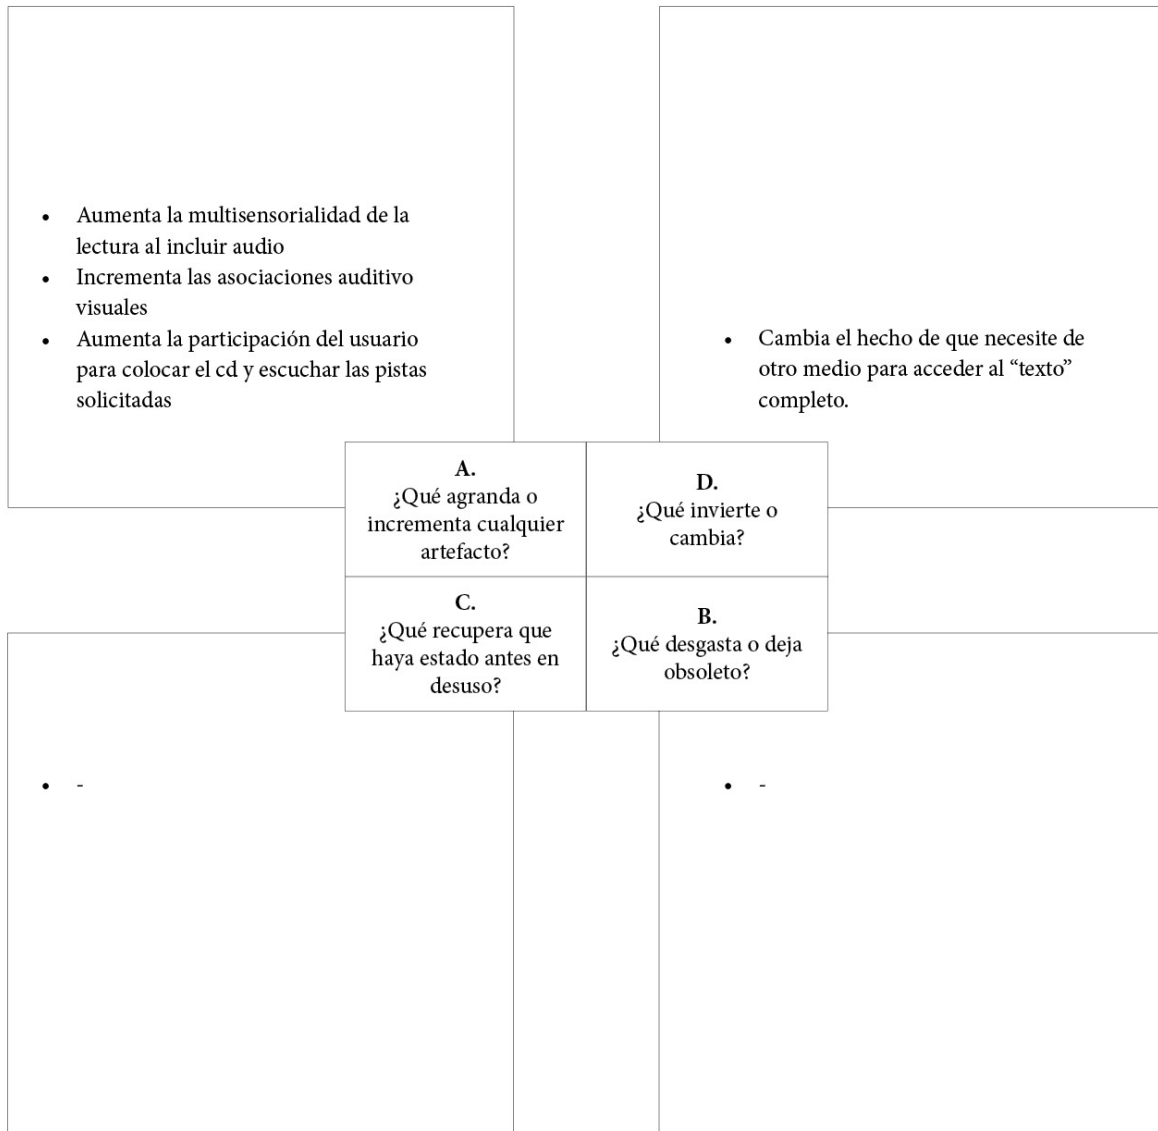 • Aumenta la multisensorialidad de la
lectura al incluir audio
• Incrementa las asociaciones auditivo
visuales
• Aumenta la participación del usuario
para colocar el cd y escuchar las pistas
solicitadas
• Cambia el hecho de que necesite de
otro medio para acceder al “texto”
completo.
A.
¿Qué agranda o
incrementa cualquier
artefacto?
D.
¿Qué invierte o
cambia?
C.
¿Qué recupera que
haya estado antes en
desuso?
B.
¿Qué desgasta o deja
obsoleto?
• -
• -